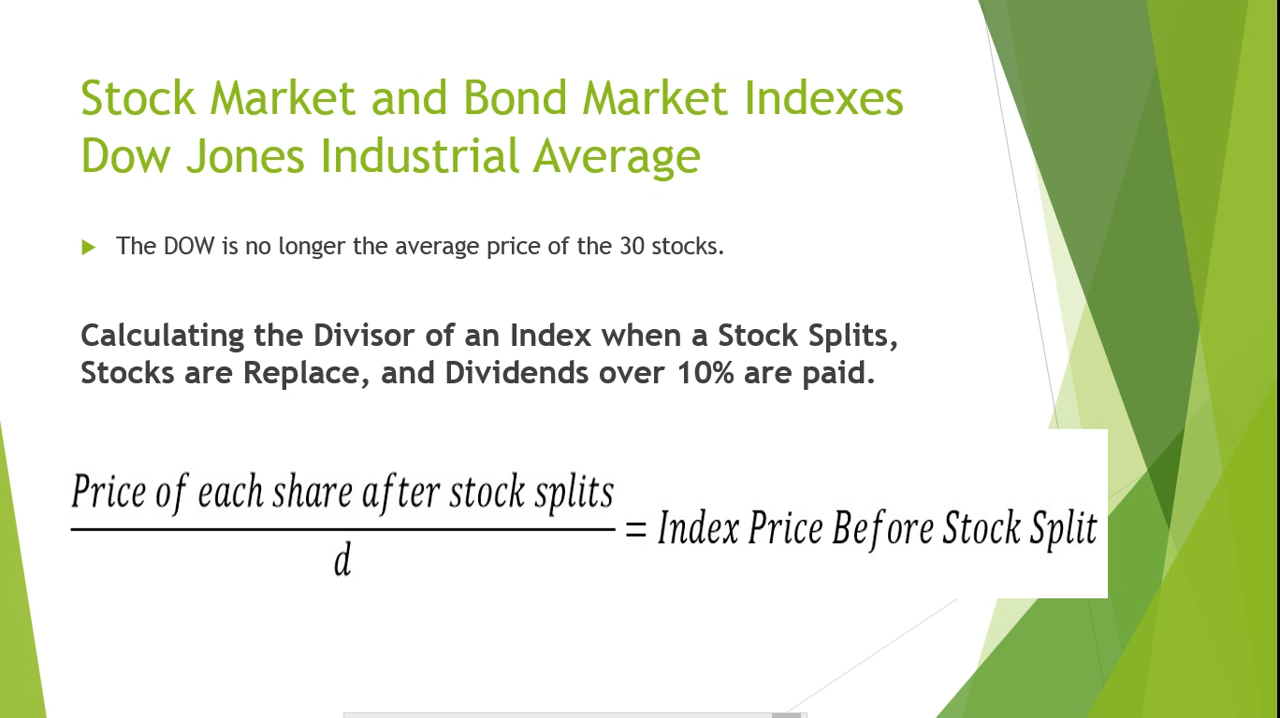 Stock Market and Bond Market Indexes
Dow Jones Industrial Average
The DOW is no longer the average price of the 30 stocks.
Calculating the Divisor of an Index when a Stock Splits,
Stocks are Replace, and Dividends over 10% are paid.
Price of each share after stock splits
d
= Index Price Before Stock Split